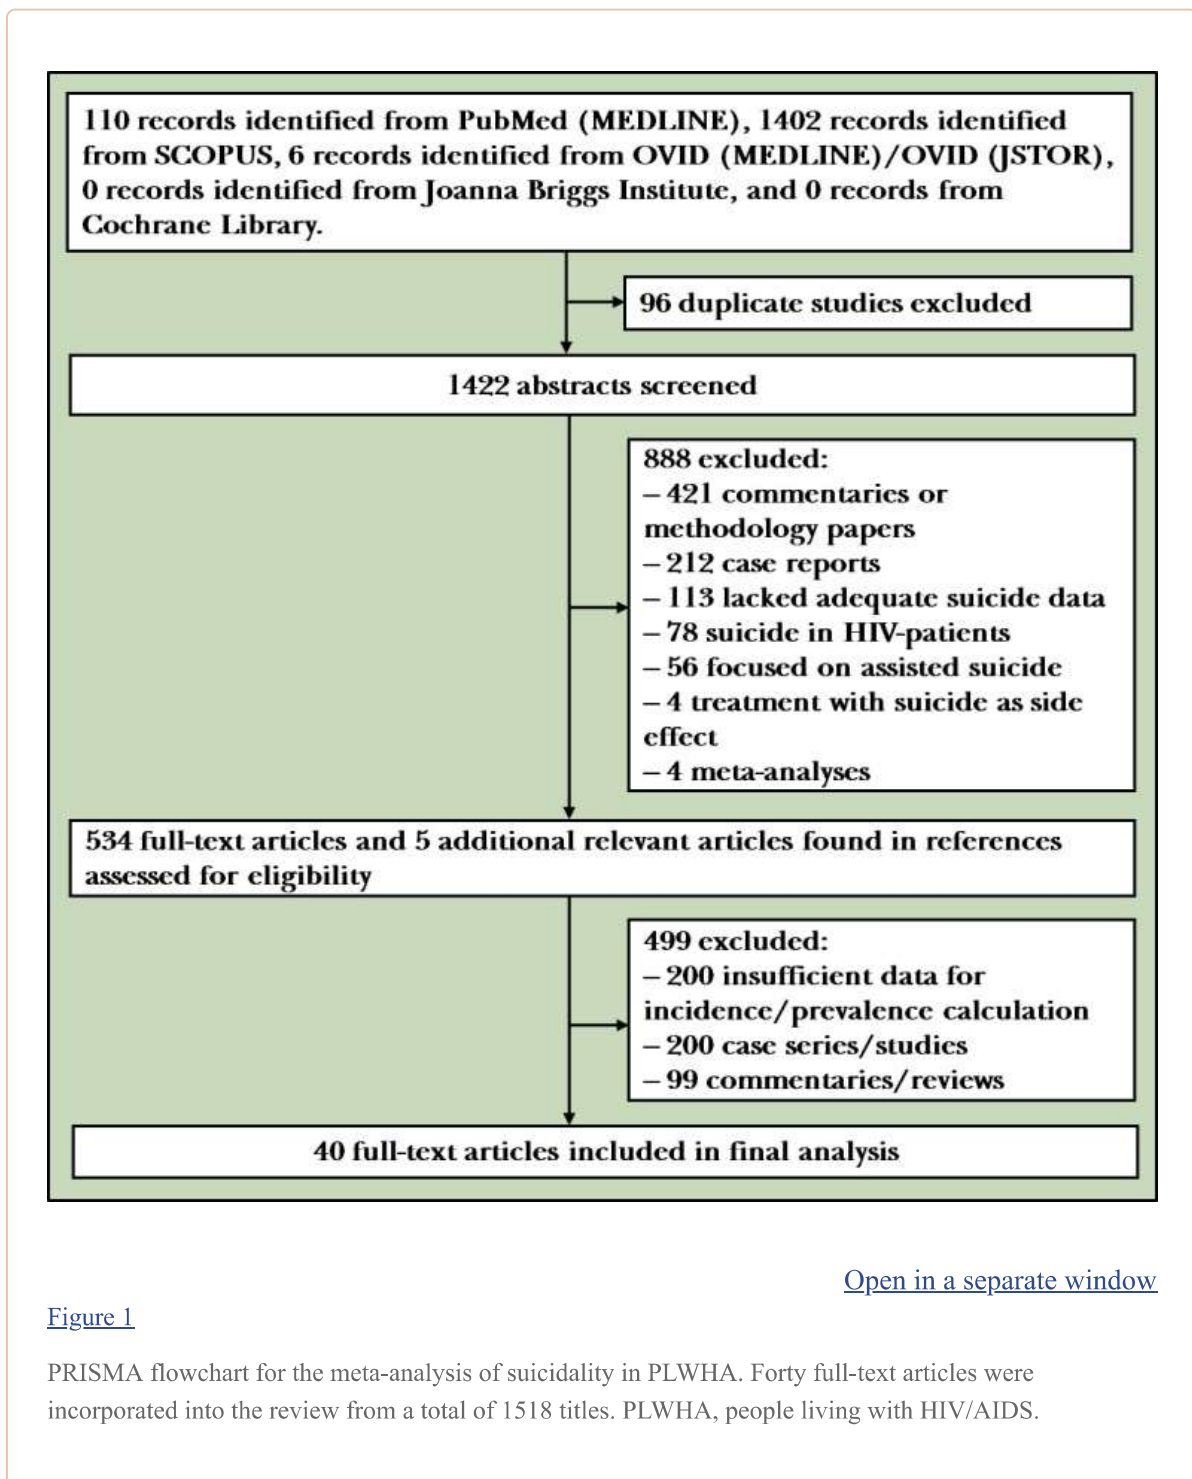 110 records identified from PubMed (MEDLINE), 1402 records identified
from SCOPUS, 6 records identified from OVID (MEDLINE)/OVID (JSTOR),
0 records identified from Joanna Briggs Institute, and 0 records from
Cochrane Library.
96 duplicate studies excluded
1422 abstracts screened
888 excluded:
– 421 commentaries or
methodology papers
– 212 case reports
– 113 lacked adequate suicide data
– 78 suicide in HIV-patients
– 56 focused on assisted suicide
– 4 treatment with suicide as side
effect
– 4 meta-analyses
534 full-text articles and 5 additional relevant articles found in references
assessed for eligibility
499 excluded:
– 200 insufficient data for
incidence/prevalence calculation
– 200 case series/studies
– 99 commentaries/reviews
40 full-text articles included in final analysis
Open in a separate window
Figure 1
PRISMA flowchart for the meta-analysis of suicidality in PLWHA. Forty full-text articles were
incorporated into the review from a total of 1518 titles. PLWHA, people living with HIV/AIDS.